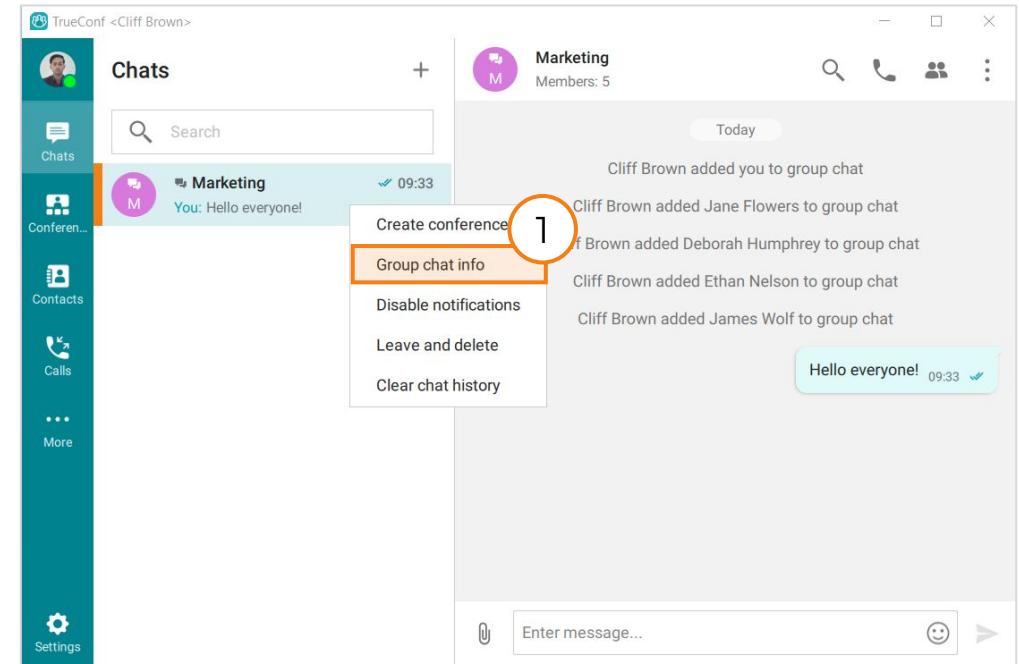 TrueConf <Cliff Brown>
Chats
Conferen...
Contacts
Calls
More
Settings
Chats
Search
M
Marketing
09:33
You: Hello everyone!
Create conference
1
Group chat info
Disable notifications
Leave and delete
Clear chat history
M
Marketing
Members: 5
Today
Cliff Brown added you to group chat
Cliff Brown added Jane Flowers to group chat
f Brown added Deborah Humphrey to group chat
Cliff Brown added Ethan Nelson to group chat
Cliff Brown added James Wolf to group chat
Hello everyone! 09:33
Enter message...